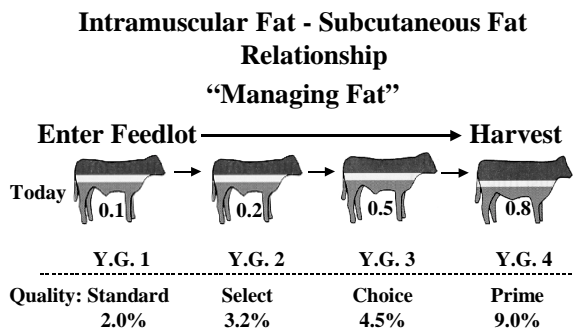 Intramuscular Fat - Subcutaneous Fat
Relationship
“Managing Fat”
Enter Feedlot Harvest
Today 0.1 0.2 0.5 0.8
Y.G. 1 Y.G. 2 Y.G. 3 Y.G. 4
Quality: Standard Select Choice Prime
2.0% 3.2% 4.5% 9.0%